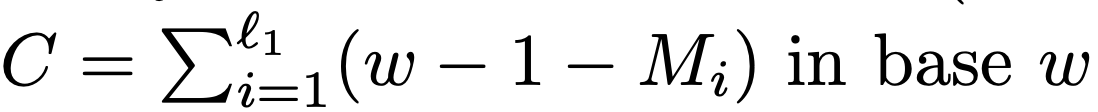 C = ∑_{i=1}^{ℓ_1} (w − 1 − M_i) in base w